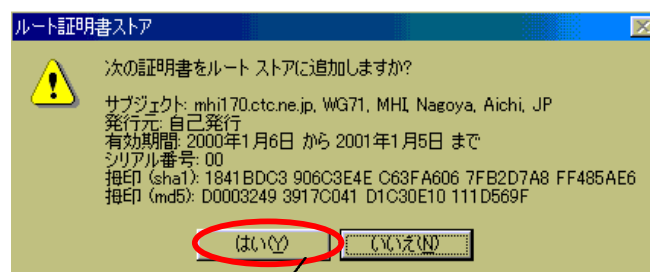 ルート証明書ストア
次の証明書をルート ストアに追加しますか?
サブジェクト: mhi170.ctc.ne.jp, WG71, MHI, Nagoya, Aichi, JP
発行元: 自己発行
有効期間: 2000年1月6日 から 2001年1月5日 まで
シリアル番号: 00
拇印 (sha1): 1841BDC3 906C3E4E C63FA606 7FB2D7A8 FF485AE6
拇印 (md5): D0003249 3917C041 D1C30E10 111D569F
はい(Y) いいえ(N)